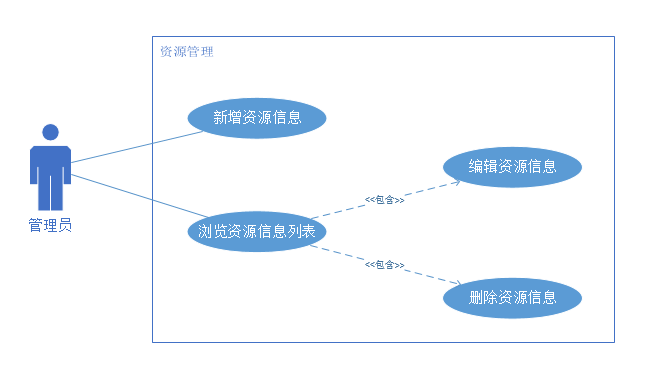 资源管理
新增资源信息
编辑资源信息
<<包含>>
管理员
浏览资源信息列表
<<包含>>
删除资源信息